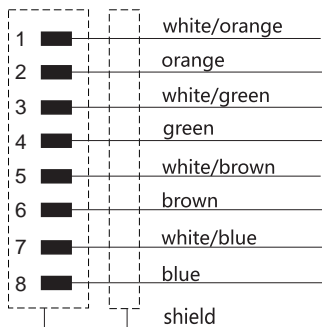 1 white/orange
2 orange
3 white/green
4 green
5 white/brown
6 brown
7 white/blue
8 blue
shield